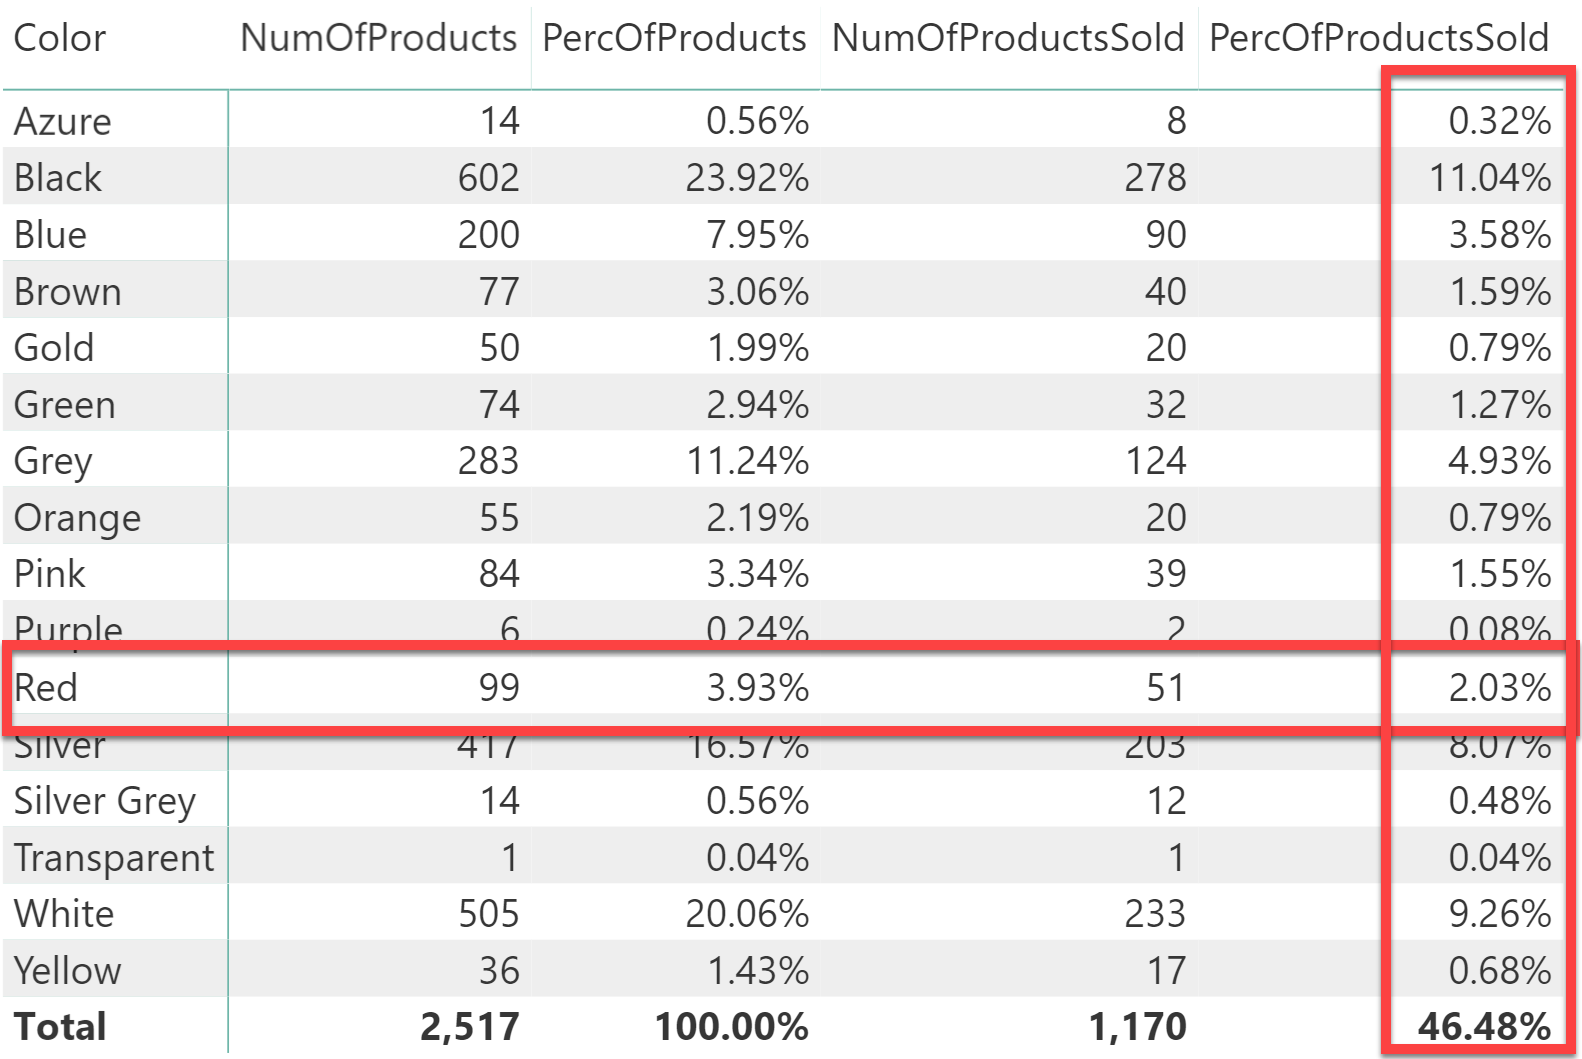 Color NumOfProducts PercOfProducts NumOfProductsSold PercOfProductsSold
Azure 14 0.56% 8 0.32%
Black 602 23.92% 278 11.04%
Blue 200 7.95% 90 3.58%
Brown 77 3.06% 40 1.59%
Gold 50 1.99% 20 0.79%
Green 74 2.94% 32 1.27%
Grey 283 11.24% 124 4.93%
Orange 55 2.19% 20 0.79%
Pink 84 3.34% 39 1.55%
Purple 6 0.24% 2 0.08%
Red 99 3.93% 51 2.03%
Silver 417 16.57% 203 8.07%
Silver Grey 14 0.56% 12 0.48%
Transparent 1 0.04% 1 0.04%
White 505 20.06% 233 9.26%
Yellow 36 1.43% 17 0.68%
Total 2,517 100.00% 1,170 46.48%